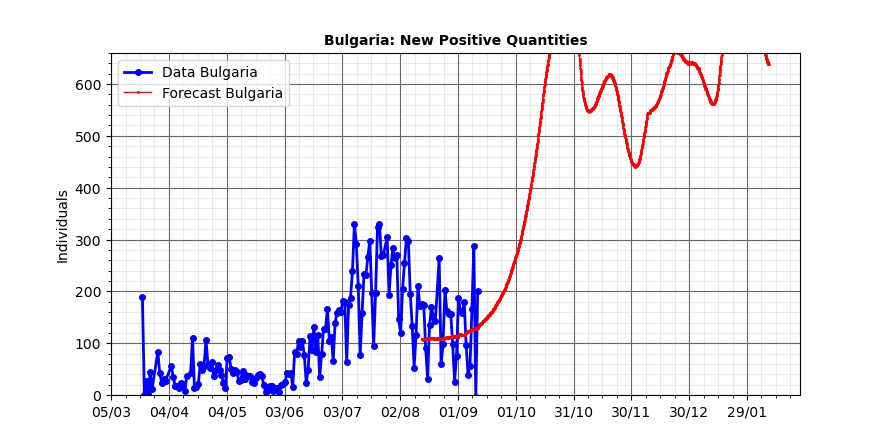 Bulgaria: New Positive Quantities
Data Bulgaria
Forecast Bulgaria
Individuals
600
500
400
300
200
100
0
05/03 04/04 04/05 03/06 03/07 02/08 01/09 01/10 31/10 30/11 30/12 29/01